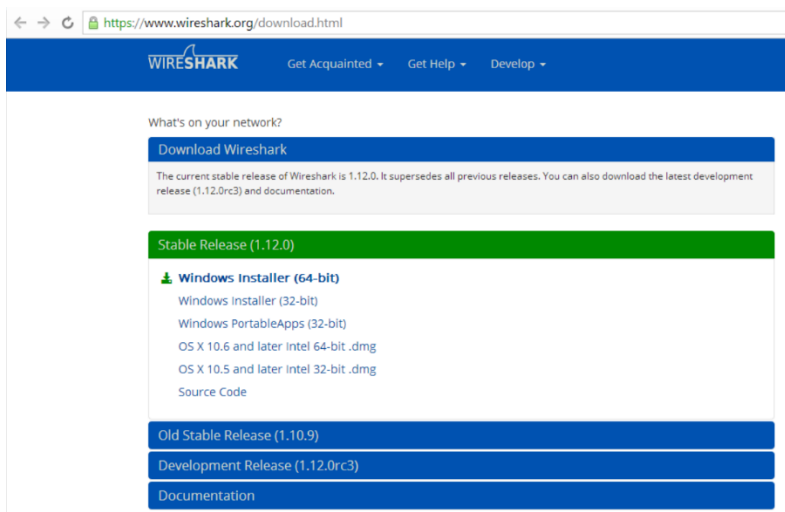 https://www.wireshark.org/download.html
WIRESHARK Get Acquainted Get Help Develop
What's on your network?
Download Wireshark
The current stable release of Wireshark is 1.12.0. It supersedes all previous releases. You can also download the latest development
release (1.12.0rc3) and documentation.
Stable Release (1.12.0)
Windows Installer (64-bit)
Windows Installer (32-bit)
Windows PortableApps (32-bit)
OS X 10.6 and later Intel 64-bit .dmg
OS X 10.5 and later Intel 32-bit .dmg
Source Code
Old Stable Release (1.10.9)
Development Release (1.12.0rc3)
Documentation